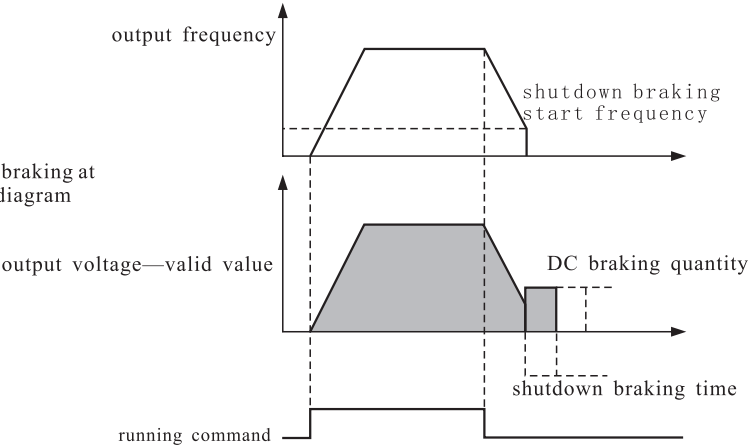 output frequency
shutdown braking
start frequency
braking at
diagram
output voltage—valid value
DC braking quantity
shutdown braking time
running command